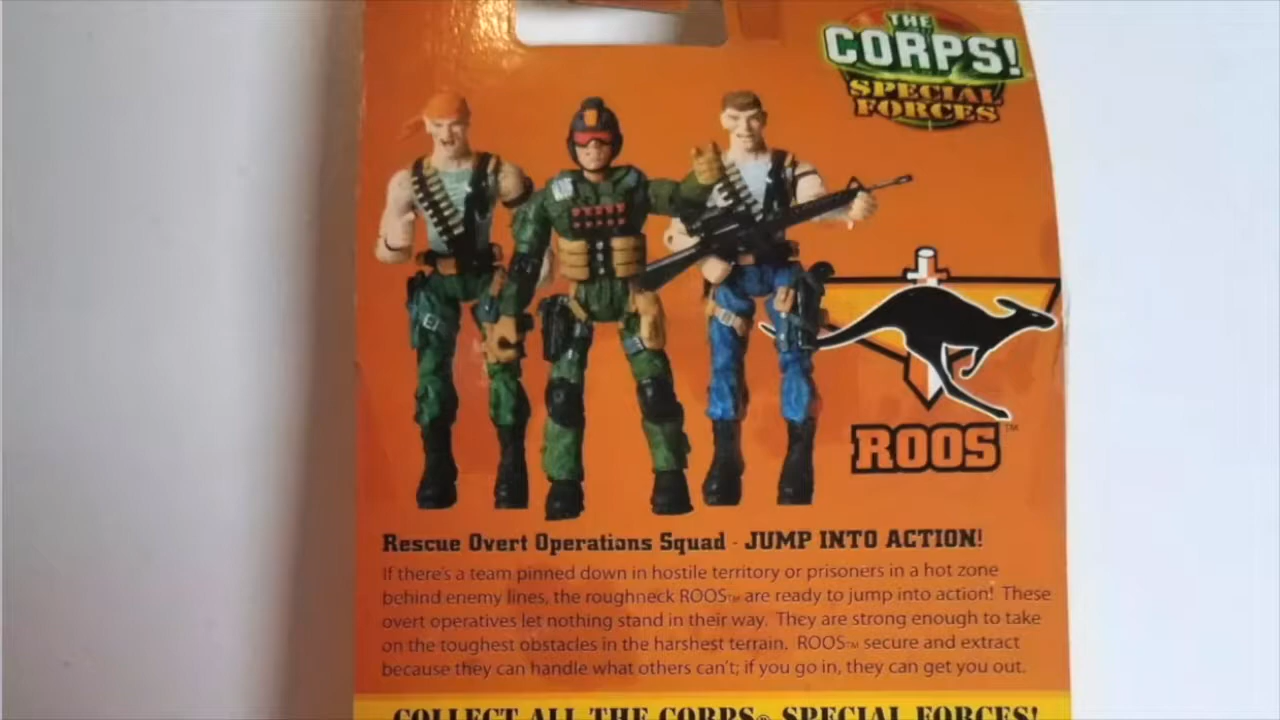 THE
CORPS!
SPECIAL
FORCES
ROOS™
Rescue Overt Operations Squad - JUMP INTO ACTION!
If there's a team pinned down in hostile territory or prisoners in a hot zone
behind enemy lines, the roughneck ROOS™ are ready to jump into action! These
overt operatives let nothing stand in their way. They are strong enough to take
on the toughest obstacles in the harshest terrain. ROOS™ secure and extract
because they can handle what others can't; if you go in, they can get you out.
COLLECT ALL THE CORPS® SPECIAL FORCES!